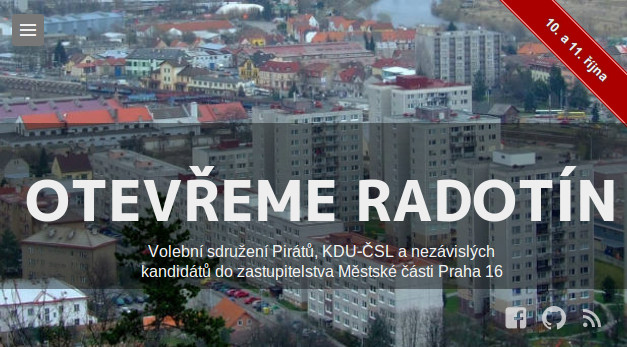 10. a 11. října
OTEVŘEME RADOTÍN
Volební sdružení Pirátů, KDU-ČSL a nezávislých
kandidátů do zastupitelstva Městské části Praha 16